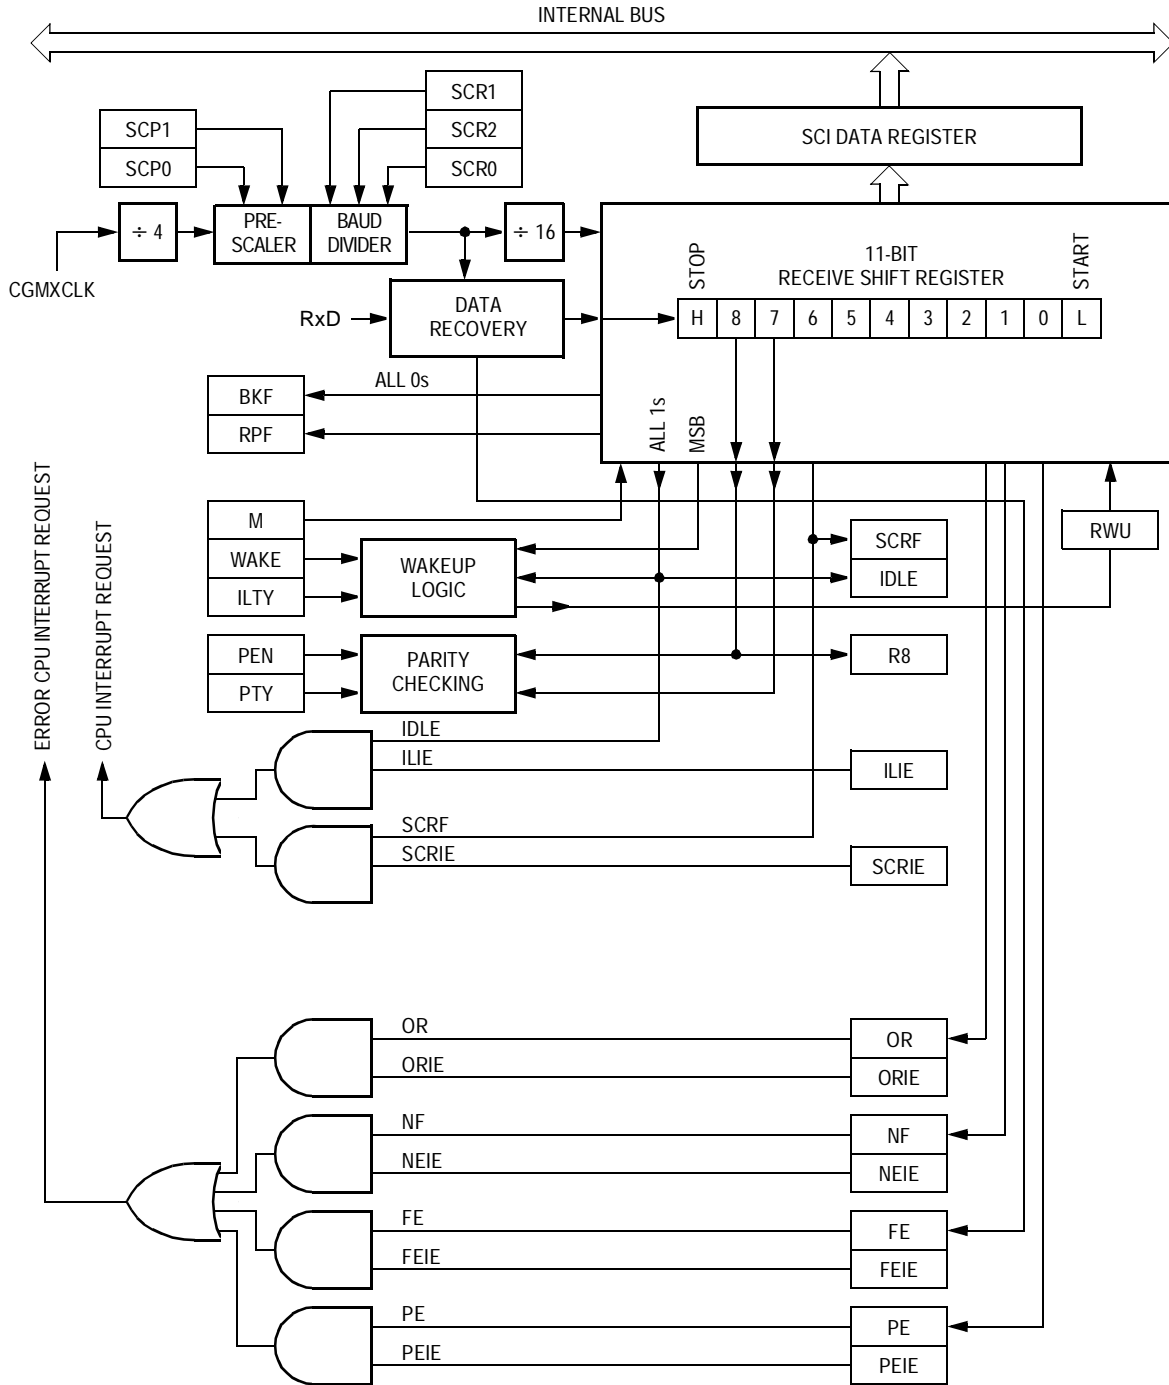 INTERNAL BUS
SCR1
SCP1
SCR2
SCI DATA REGISTER
SCP0
SCR0
÷ 4
PRE-
SCALER
BAUD
DIVIDER
÷ 16
STOP
11-BIT
RECEIVE SHIFT REGISTER
START
CGMXCLK
RxD
DATA
RECOVERY
H 8 7 6 5 4 3 2 1 0 L
ALL 0s
BKF
RPF
ALL 1s
MSB
M
WAKE
ILTY
WAKEUP
LOGIC
SCRF
IDLE
RWU
PEN
PTY
PARITY
CHECKING
R8
ERROR CPU INTERRUPT REQUEST
CPU INTERRUPT REQUEST
IDLE
ILIE
ILIE
SCRF
SCRIE
SCRIE
OR
OR
ORIE
ORIE
NF
NF
NEIE
NEIE
FE
FE
FEIE
FEIE
PE
PE
PEIE
PEIE